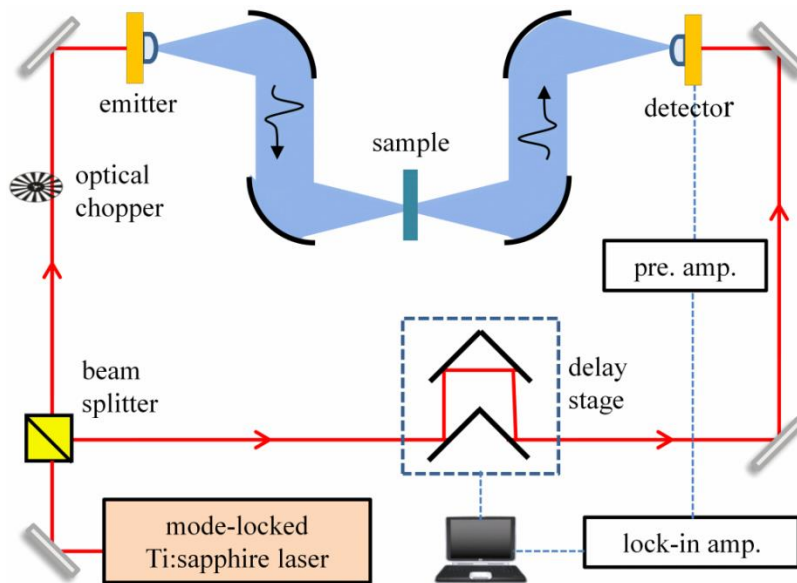 emitter
detector
sample
optical
chopper
pre. amp.
beam
splitter
delay
stage
mode-locked
Ti:sapphire laser
lock-in amp.